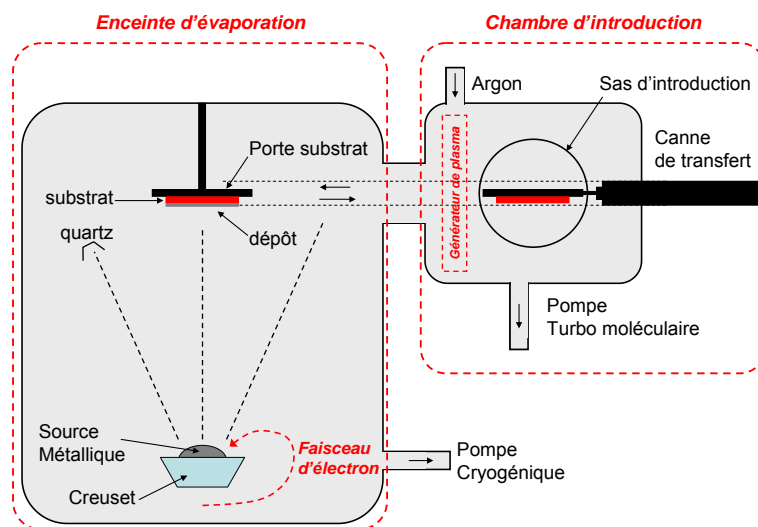 Enceinte d'évaporation
Chambre d'introduction
Argon
Sas d'introduction
Porte substrat
Canne
de transfert
Générateur de plasma
substrat
quartz
dépôt
Pompe
Turbo moléculaire
Source
Métallique
Faisceau
d'électron
Pompe
Cryogénique
Creuset